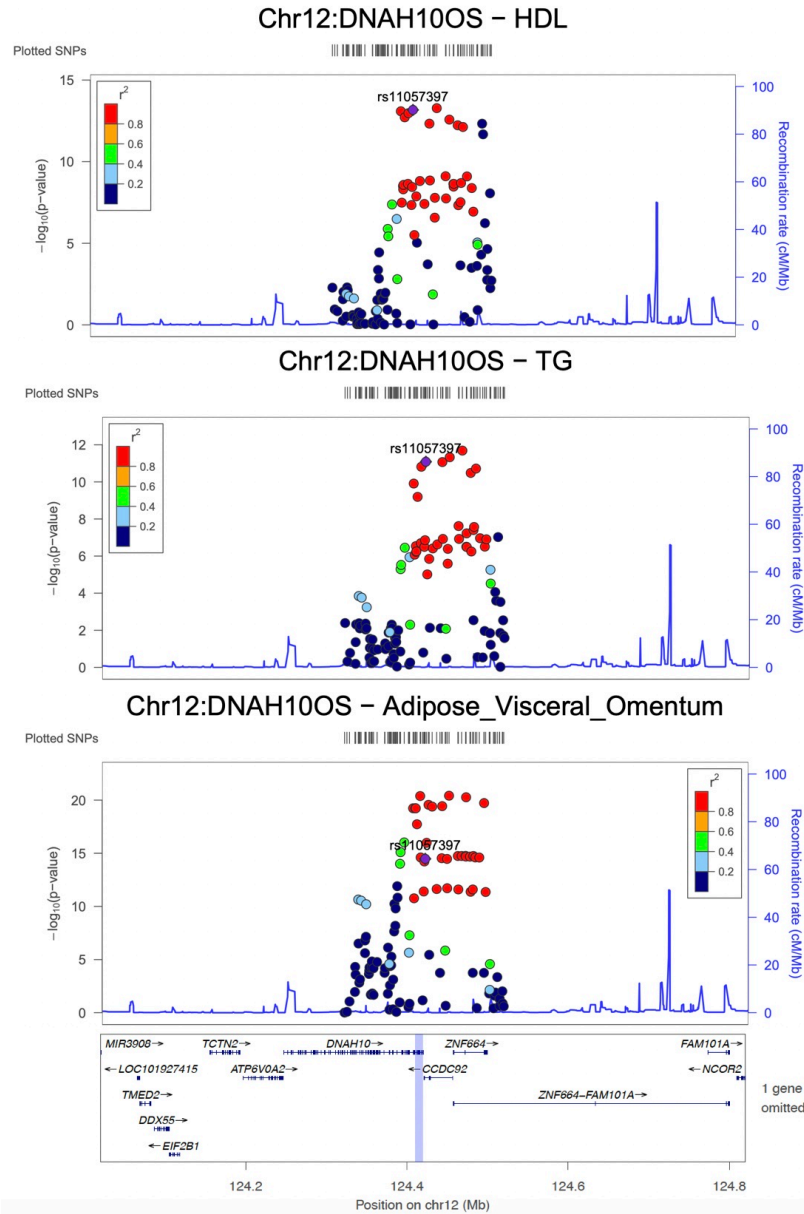 Chr12:DNAH10OS − HDL
Plotted SNPs
15
10
5
0
−log10(p−value)
r2
0.8
0.6
0.4
0.2
rs11057397
100
80
60
40
20
0
Recombination rate (cM/Mb)
Chr12:DNAH10OS − TG
Plotted SNPs
12
10
8
6
4
2
0
−log10(p−value)
r2
0.8
0.6
0.4
0.2
rs11057397
100
80
60
40
20
0
Recombination rate (cM/Mb)
Chr12:DNAH10OS − Adipose_Visceral_Omentum
Plotted SNPs
20
15
10
5
0
−log10(p−value)
rs11057397
r2
0.8
0.6
0.4
0.2
100
80
60
40
20
0
Recombination rate (cM/Mb)
MIR3908→ TCTN2→ DNAH10→ ZNF664→ FAM101A→
←LOC101927415 ATP6V0A2→ ←CCDC92 ←NCOR2
TMED2→ ZNF664−FAM101A→
DDX55→
←EIF2B1
1 gene
omitted
124.2 124.4 124.6 124.8
Position on chr12 (Mb)